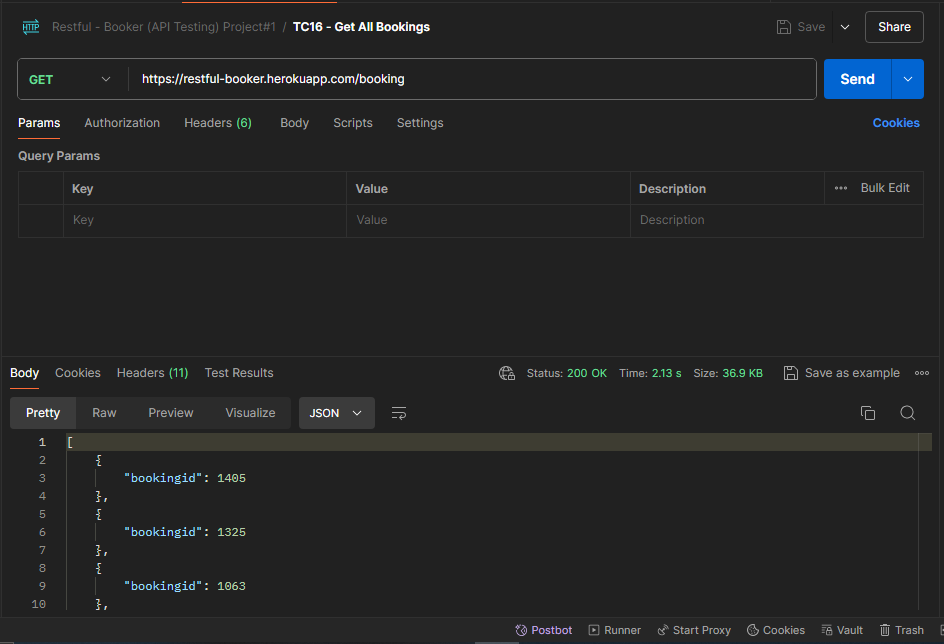 HTTP Restful - Booker (API Testing) Project#1 / TC16 - Get All Bookings Save Share
GET https://restful-booker.herokuapp.com/booking Send
Params Authorization Headers (6) Body Scripts Settings Cookies
Query Params
Key Value Description ••• Bulk Edit
Key Value Description
Body Cookies Headers (11) Test Results Status: 200 OK Time: 2.13 s Size: 36.9 KB Save as example
Pretty Raw Preview Visualize JSON
1 [
2 {
3 "bookingid": 1405
4 },
5 {
6 "bookingid": 1325
7 },
8 {
9 "bookingid": 1063
10 },
Postbot Runner Start Proxy Cookies Vault Trash